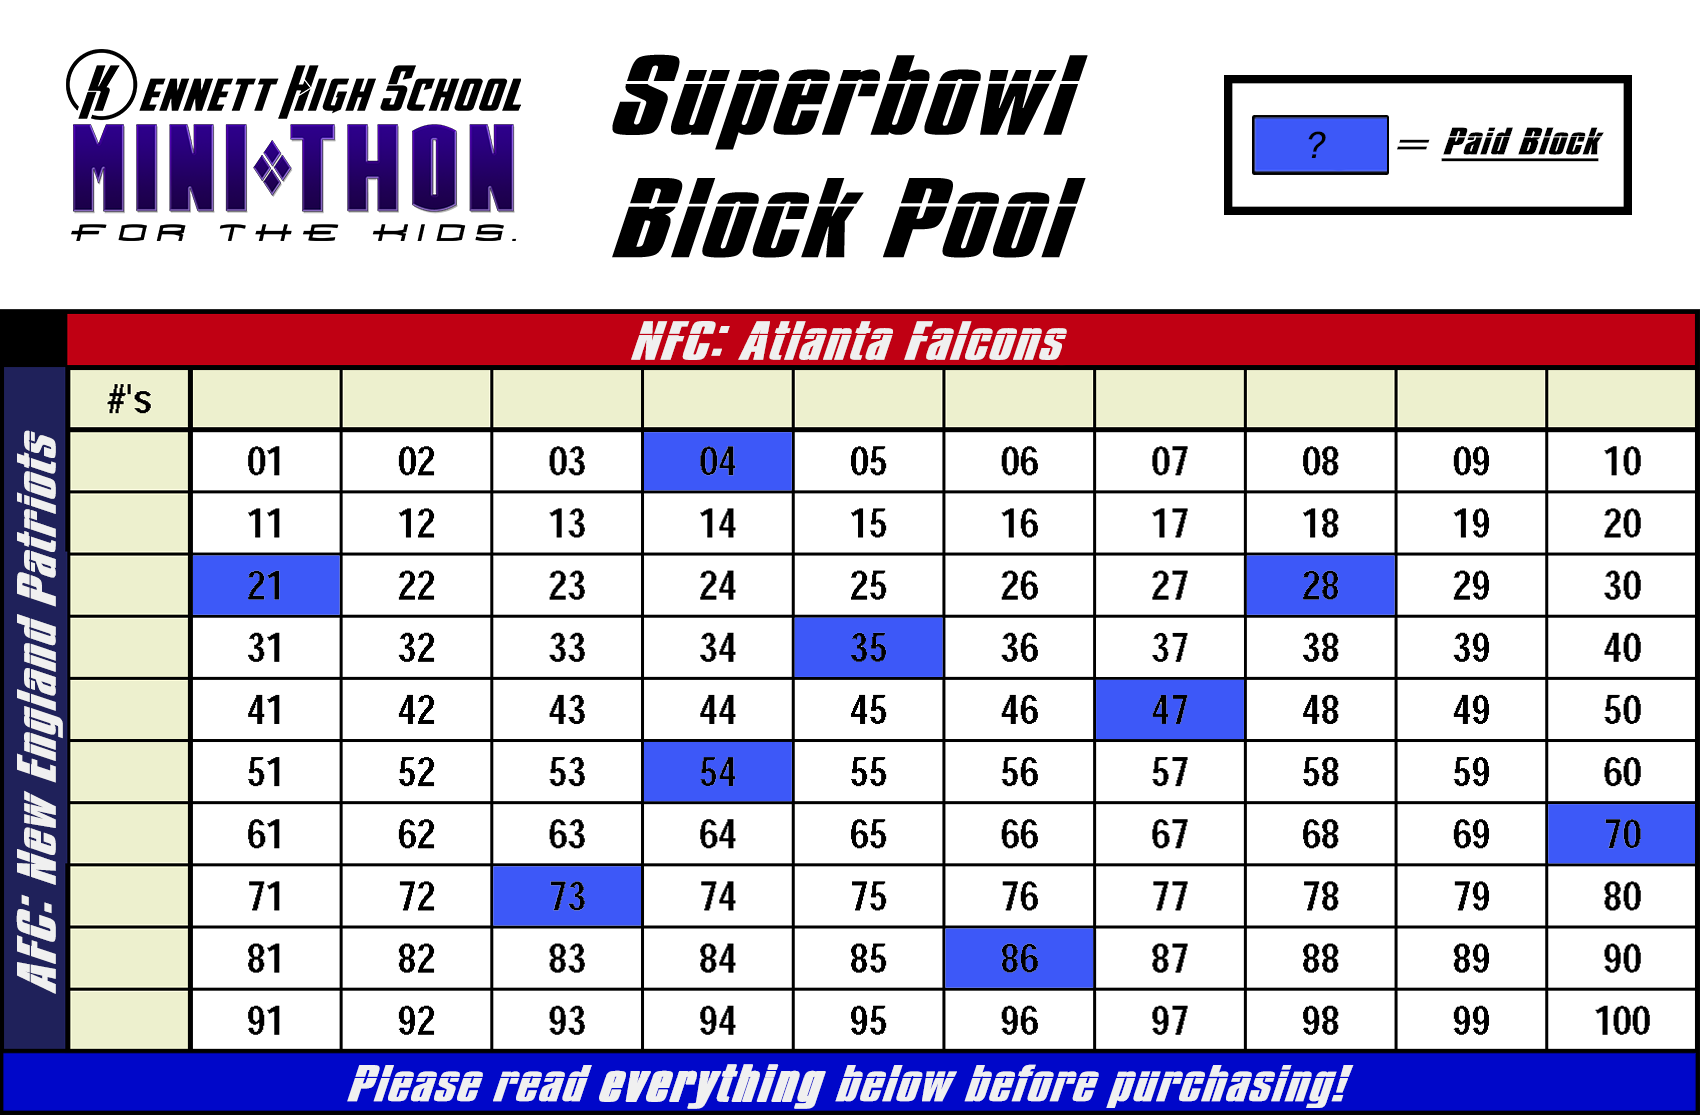 KENNETT HIGH SCHOOL
MINI THON
FOR THE KIDS.
Superbowl
Block Pool
? = Paid Block
NFC: Atlanta Falcons
AFC: New England Patriots
#'s
01 02 03 04 05 06 07 08 09 10
11 12 13 14 15 16 17 18 19 20
21 22 23 24 25 26 27 28 29 30
31 32 33 34 35 36 37 38 39 40
41 42 43 44 45 46 47 48 49 50
51 52 53 54 55 56 57 58 59 60
61 62 63 64 65 66 67 68 69 70
71 72 73 74 75 76 77 78 79 80
81 82 83 84 85 86 87 88 89 90
91 92 93 94 95 96 97 98 99 100
Please read everything below before purchasing!